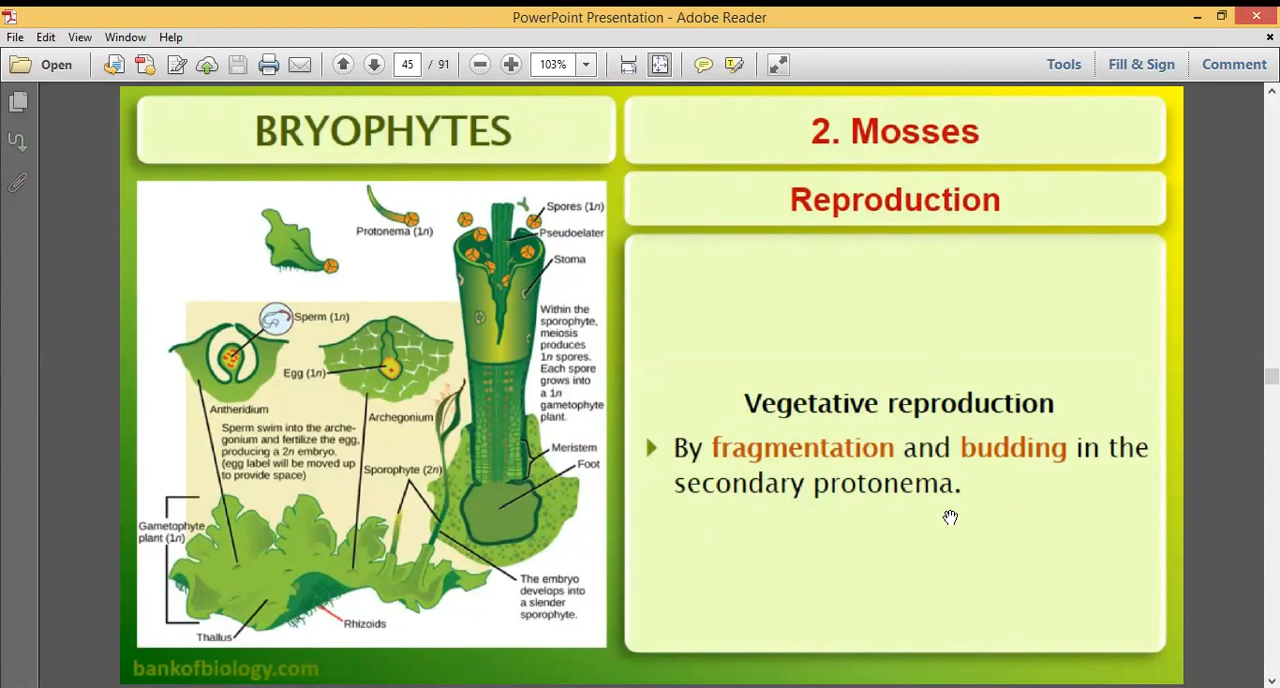 PowerPoint Presentation - Adobe Reader
File Edit View Window Help
Open
45 / 91
103%
Tools
Fill & Sign
Comment
BRYOPHYTES
2. Mosses
Reproduction
Spores (1n)
Pseudoelater
Protonema (1n)
Stoma
Within the
sporophyte,
meiosis
produces
1n spores.
Each spore
grows into
a 1n
gametophyte
plant.
Sperm (1n)
Egg (1n)
Antheridium
Archegonium
Sperm swim into the arche-
gonium and fertilize the egg,
producing a 2n embryo.
(egg label will be moved up
to provide space)
Sporophyte (2n)
Meristem
Foot
Gametophyte
plant (1n)
The embryo
develops into
a slender
sporophyte.
Rhizoids
Thallus
Vegetative reproduction
By fragmentation and budding in the
secondary protonema.
bankofbiology.com